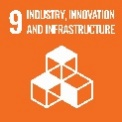 9 INDUSTRY, INNOVATION
AND INFRASTRUCTURE